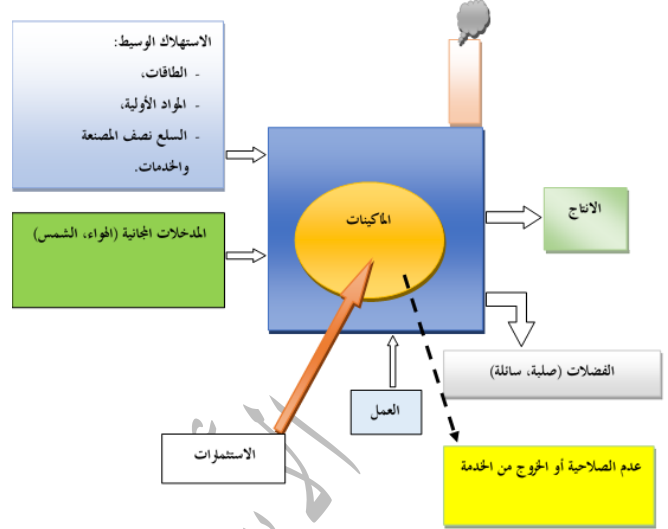 الاستهلاك الوسيط:
- الطاقات،
- المواد الأولية،
- السلع نصف المصنعة
والخدمات.
المدخلات المجانية (الهواء، الشمس)
الماكينات
الانتاج
الفضلات (صلبة، سائلة)
العمل
الاستثمارات
عدم الصلاحية أو الخروج من الخدمة